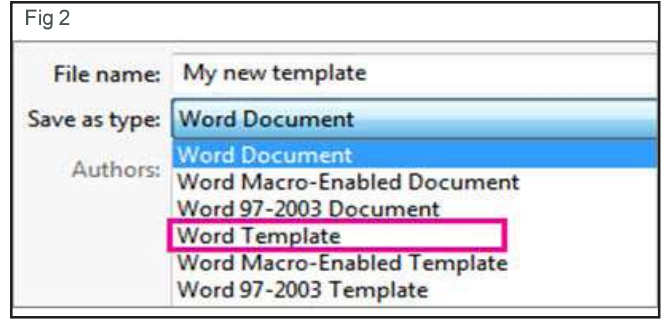 Fig 2
File name: My new template
Save as type: Word Document
Authors: Word Document
Word Macro-Enabled Document
Word 97-2003 Document
Word Template
Word Macro-Enabled Template
Word 97-2003 Template